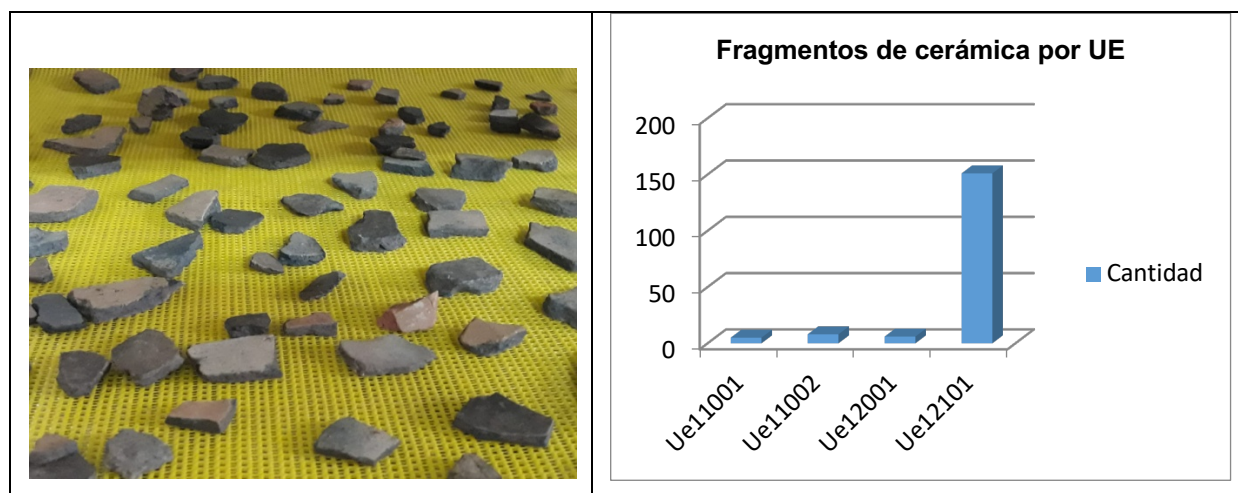 Fragmentos de cerámica por UE
200
150
100
50
0
Ue11001
Ue11002
Ue12001
Ue12101
Cantidad